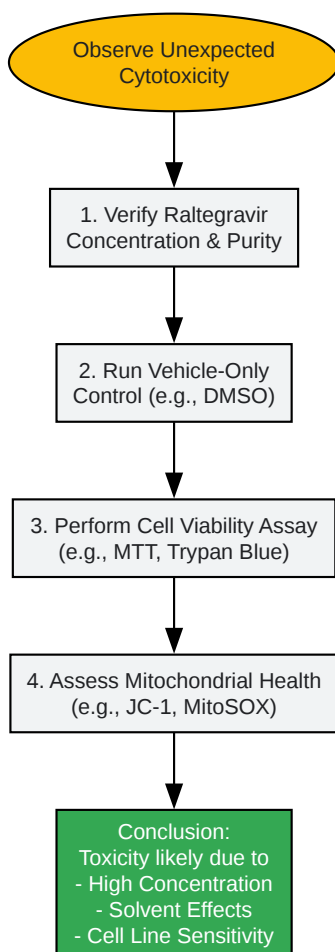 Observe Unexpected
Cytotoxicity
1. Verify Raltegravir
Concentration & Purity
2. Run Vehicle-Only
Control (e.g., DMSO)
3. Perform Cell Viability Assay
(e.g., MTT, Trypan Blue)
4. Assess Mitochondrial Health
(e.g., JC-1, MitoSOX)
Conclusion:
Toxicity likely due to
- High Concentration
- Solvent Effects
- Cell Line Sensitivity